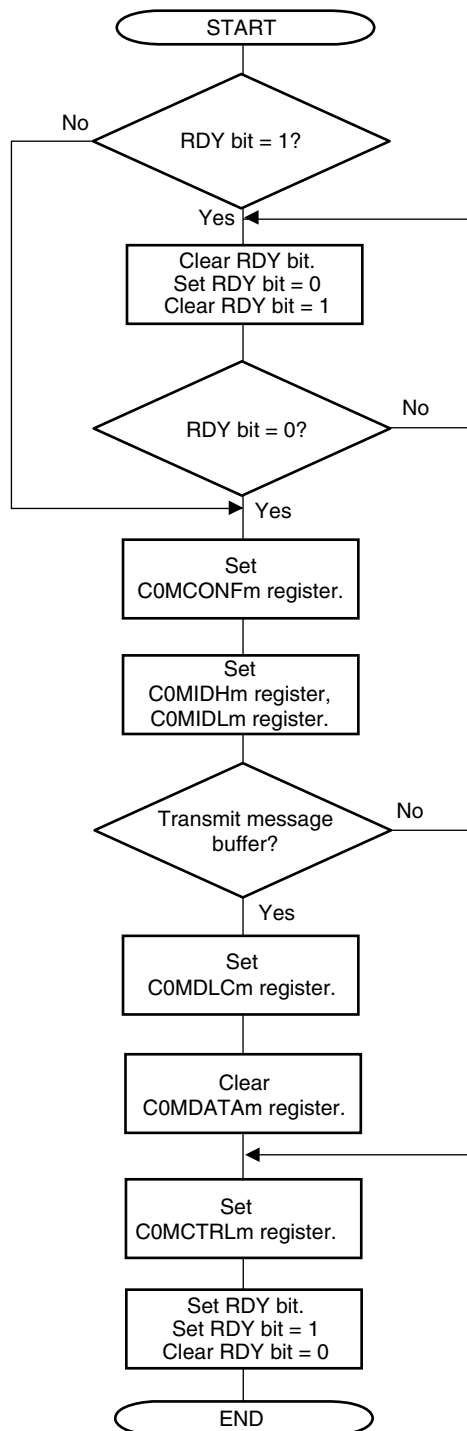 START
No
RDY bit = 1?
Yes
Clear RDY bit.
Set RDY bit = 0
Clear RDY bit = 1
RDY bit = 0?
No
Yes
Set
C0MCONFm register.
Set
C0MIDHm register,
C0MIDLm register.
Transmit message
buffer?
No
Yes
Set
C0MDLCm register.
Clear
C0MDATAm register.
Set
C0MCTRLm register.
Set RDY bit.
Set RDY bit = 1
Clear RDY bit = 0
END